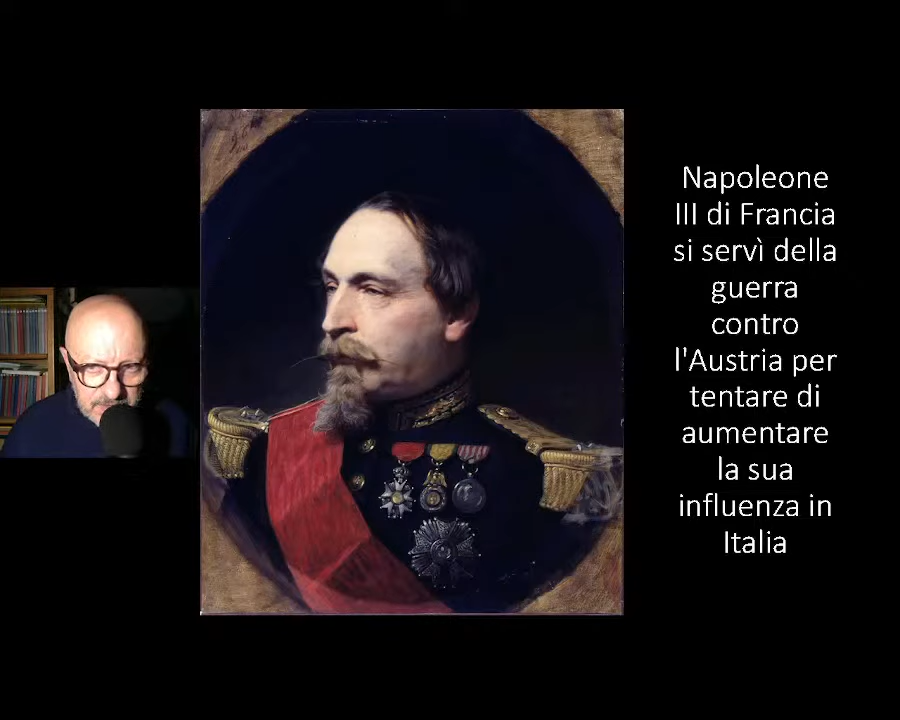 Napoleone
III di Francia
si servì della
guerra
contro
l'Austria per
tentare di
aumentare
la sua
influenza in
Italia